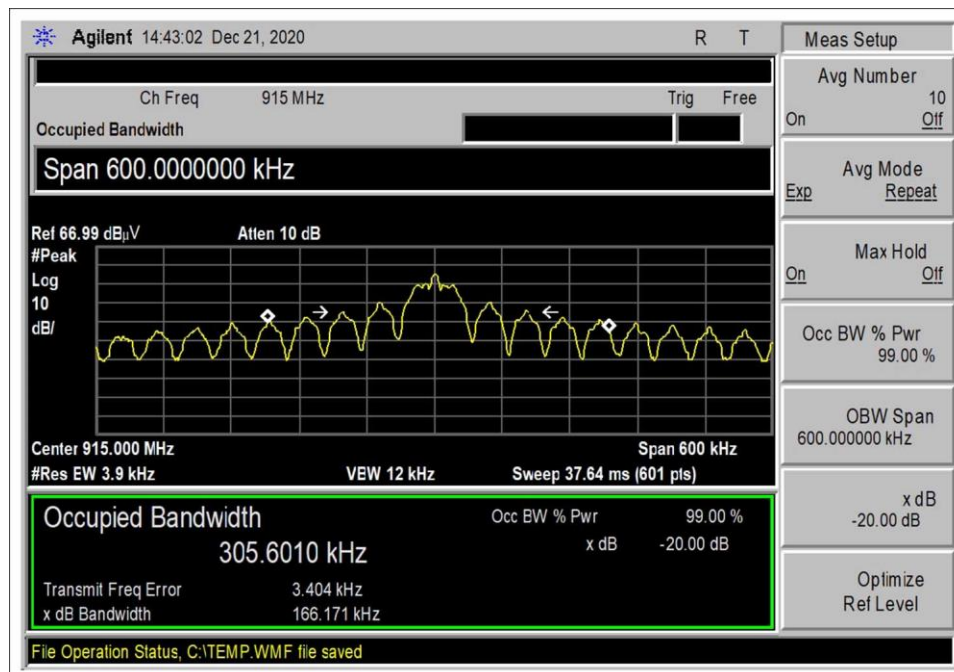 Agilent 14:43:02 Dec 21, 2020 R T
Ch Freq 915 MHz Trig Free
Occupied Bandwidth
Span 600.0000000 kHz
Ref 66.99 dBµV Atten 10 dB
#Peak
Log
10
dB/
Center 915.000 MHz Span 600 kHz
#Res EW 3.9 kHz VEW 12 kHz Sweep 37.64 ms (601 pts)
Occupied Bandwidth Occ BW % Pwr 99.00 %
305.6010 kHz x dB -20.00 dB
Transmit Freq Error 3.404 kHz
x dB Bandwidth 166.171 kHz
File Operation Status, C:\TEMP.WMF file saved
Meas Setup
Avg Number
10
On Off
Avg Mode
Exp Repeat
Max Hold
On Off
Occ BW % Pwr
99.00 %
OBW Span
600.000000 kHz
x dB
-20.00 dB
Optimize
Ref Level